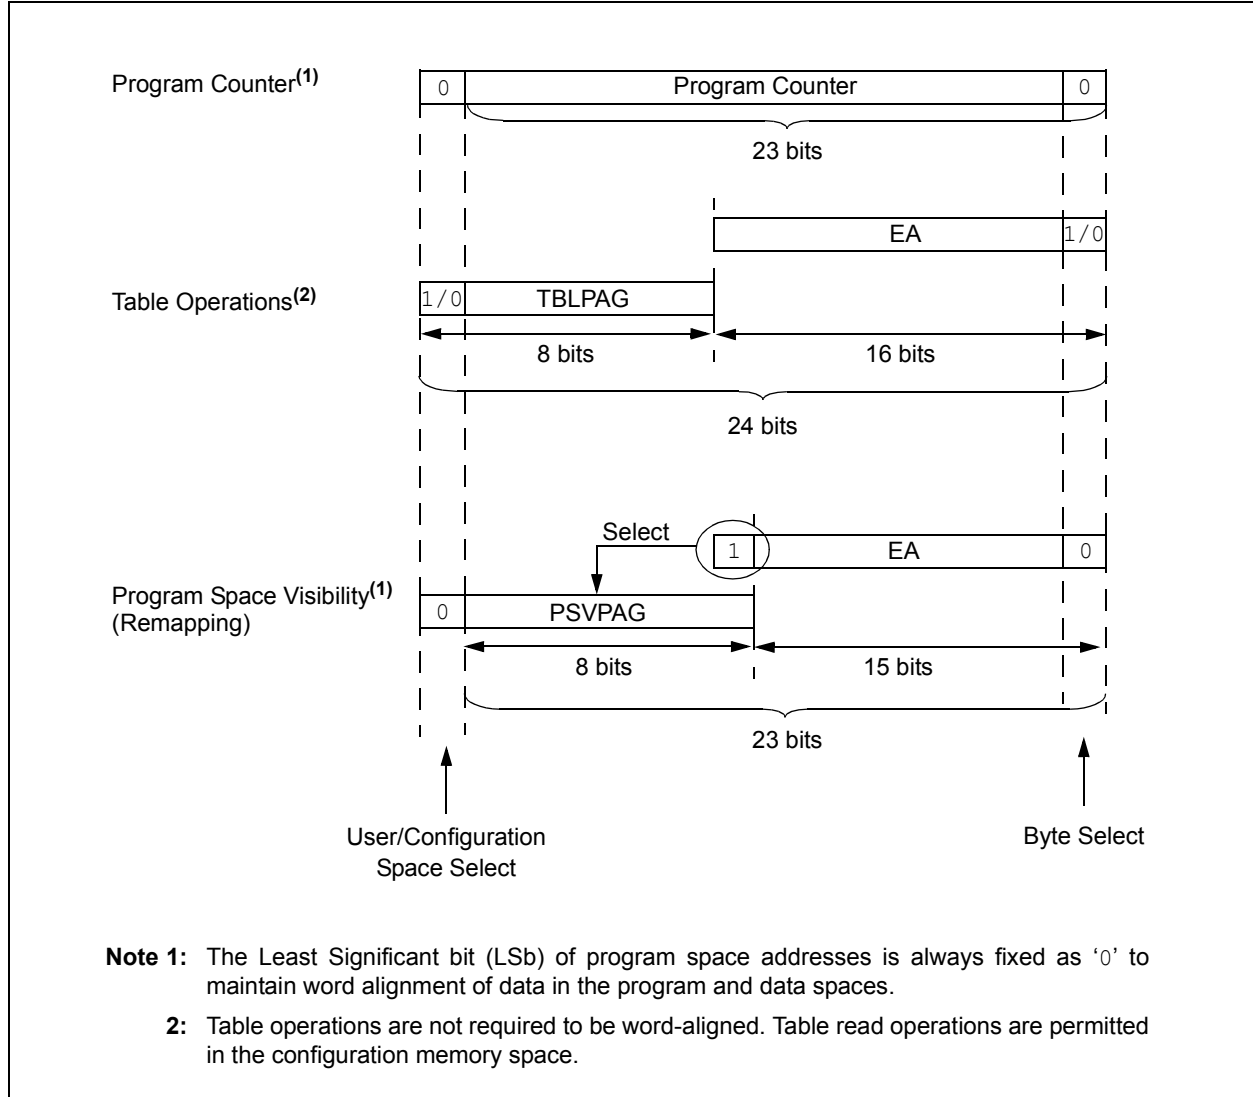 Program Counter(1)
0
Program Counter
0
23 bits
EA
1/0
Table Operations(2)
1/0
TBLPAG
8 bits
16 bits
24 bits
Select
1
EA
0
Program Space Visibility(1)
(Remapping)
0
PSVPAG
8 bits
15 bits
23 bits
User/Configuration
Space Select
Byte Select
Note 1: The Least Significant bit (LSb) of program space addresses is always fixed as ‘0’ to
maintain word alignment of data in the program and data spaces.
2: Table operations are not required to be word-aligned. Table read operations are permitted
in the configuration memory space.